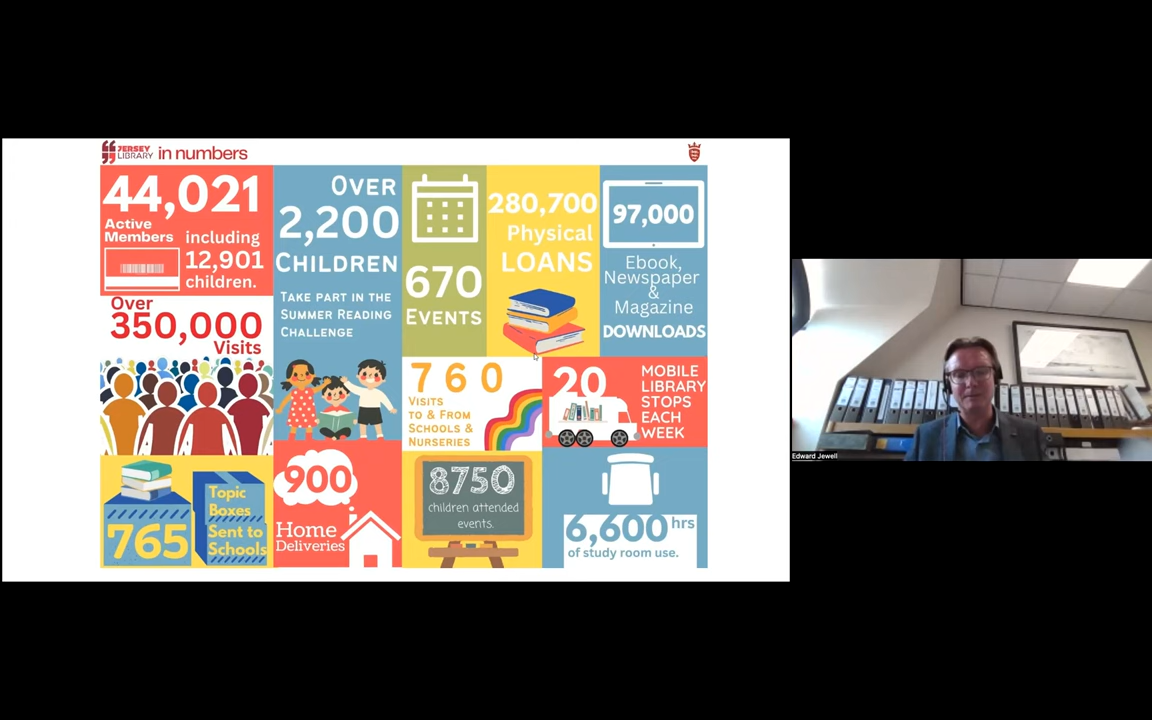 JERSEY
LIBRARY
in numbers
44,021
Active
Members
including
12,901
children.
Over
350,000
Visits
OVER
2,200
CHILDREN
TAKE PART IN THE
SUMMER READING
CHALLENGE
670
EVENTS
280,700
Physical
LOANS
97,000
Ebook,
Newspaper
&
Magazine
DOWNLOADS
760
VISITS
TO & FROM
SCHOOLS &
NURSERIES
20
MOBILE
LIBRARY
STOPS
EACH
WEEK
765
Topic
Boxes
Sent to
Schools
900
Home
Deliveries
8750
children attended
events.
6,600 hrs
of study room use.
Edward Jewell